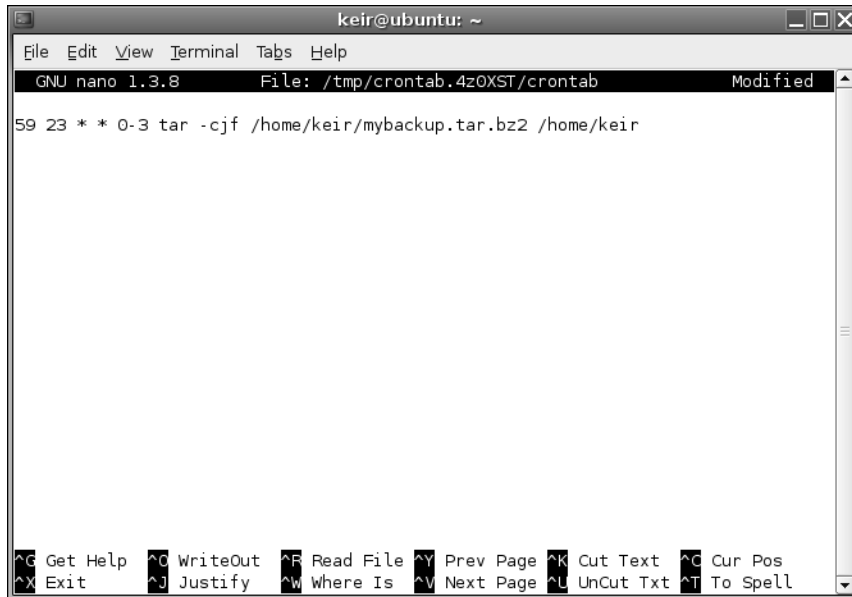 keir@ubuntu: ~
File Edit View Terminal Tabs Help
GNU nano 1.3.8 File: /tmp/crontab.4z0XST/crontab Modified
59 23 * * 0-3 tar -cjf /home/keir/mybackup.tar.bz2 /home/keir
^G Get Help ^O WriteOut ^R Read File ^Y Prev Page ^K Cut Text ^C Cur Pos
^X Exit ^J Justify ^W Where Is ^V Next Page ^U UnCut Txt ^T To Spell